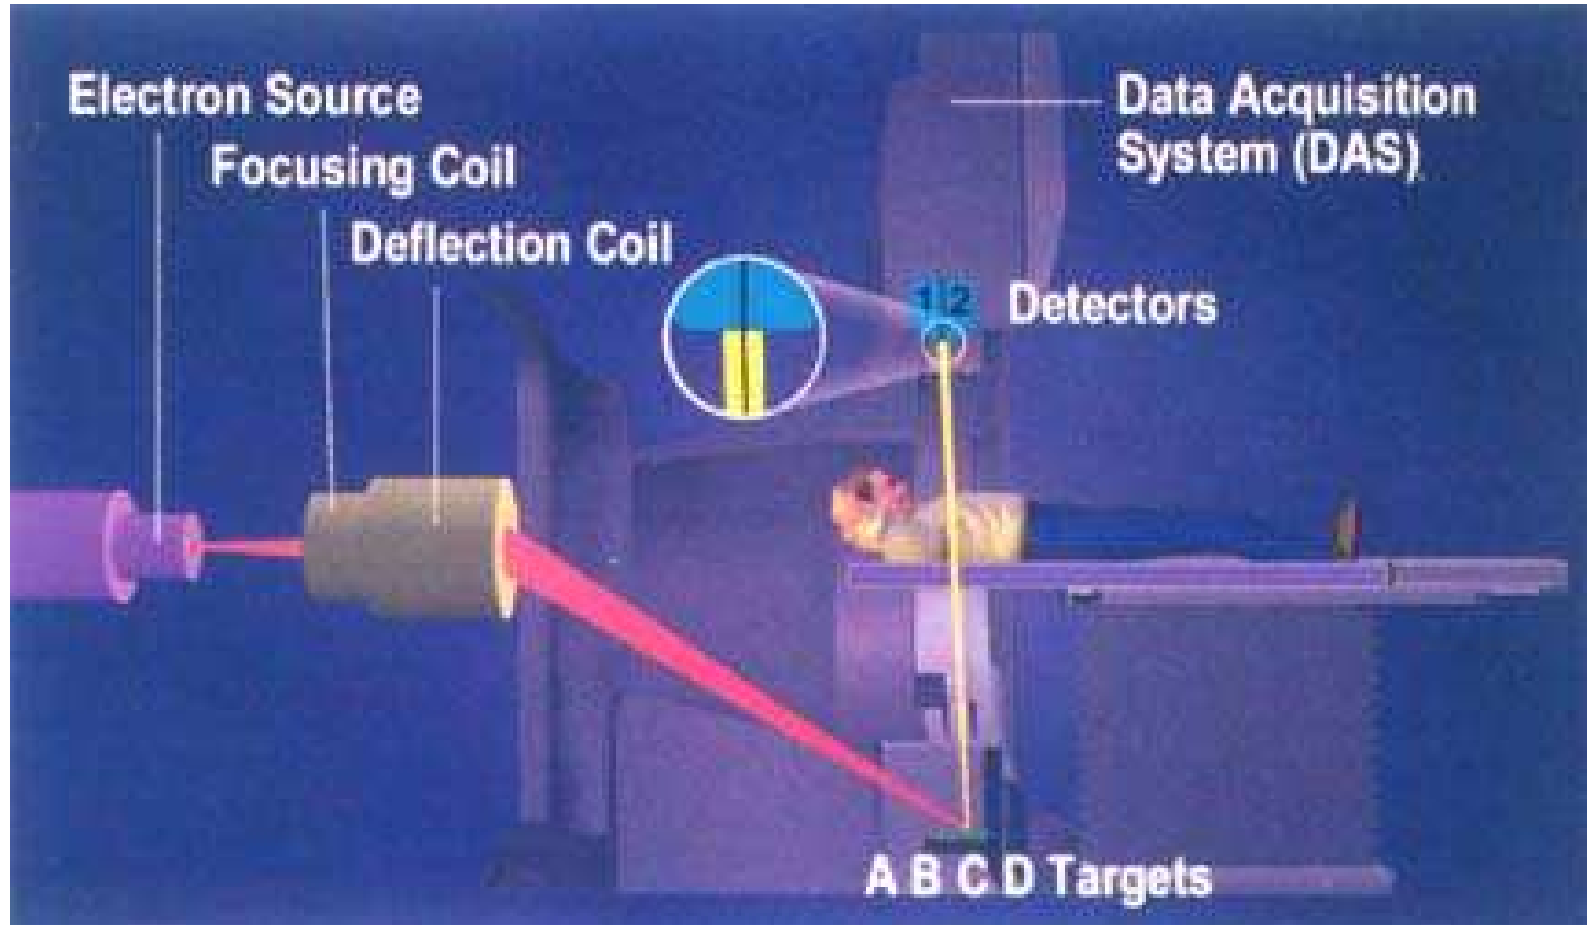 Electron Source
Focusing Coil
Deflection Coil
Data Acquisition
System (DAS)
1 2
Detectors
A B C D Targets